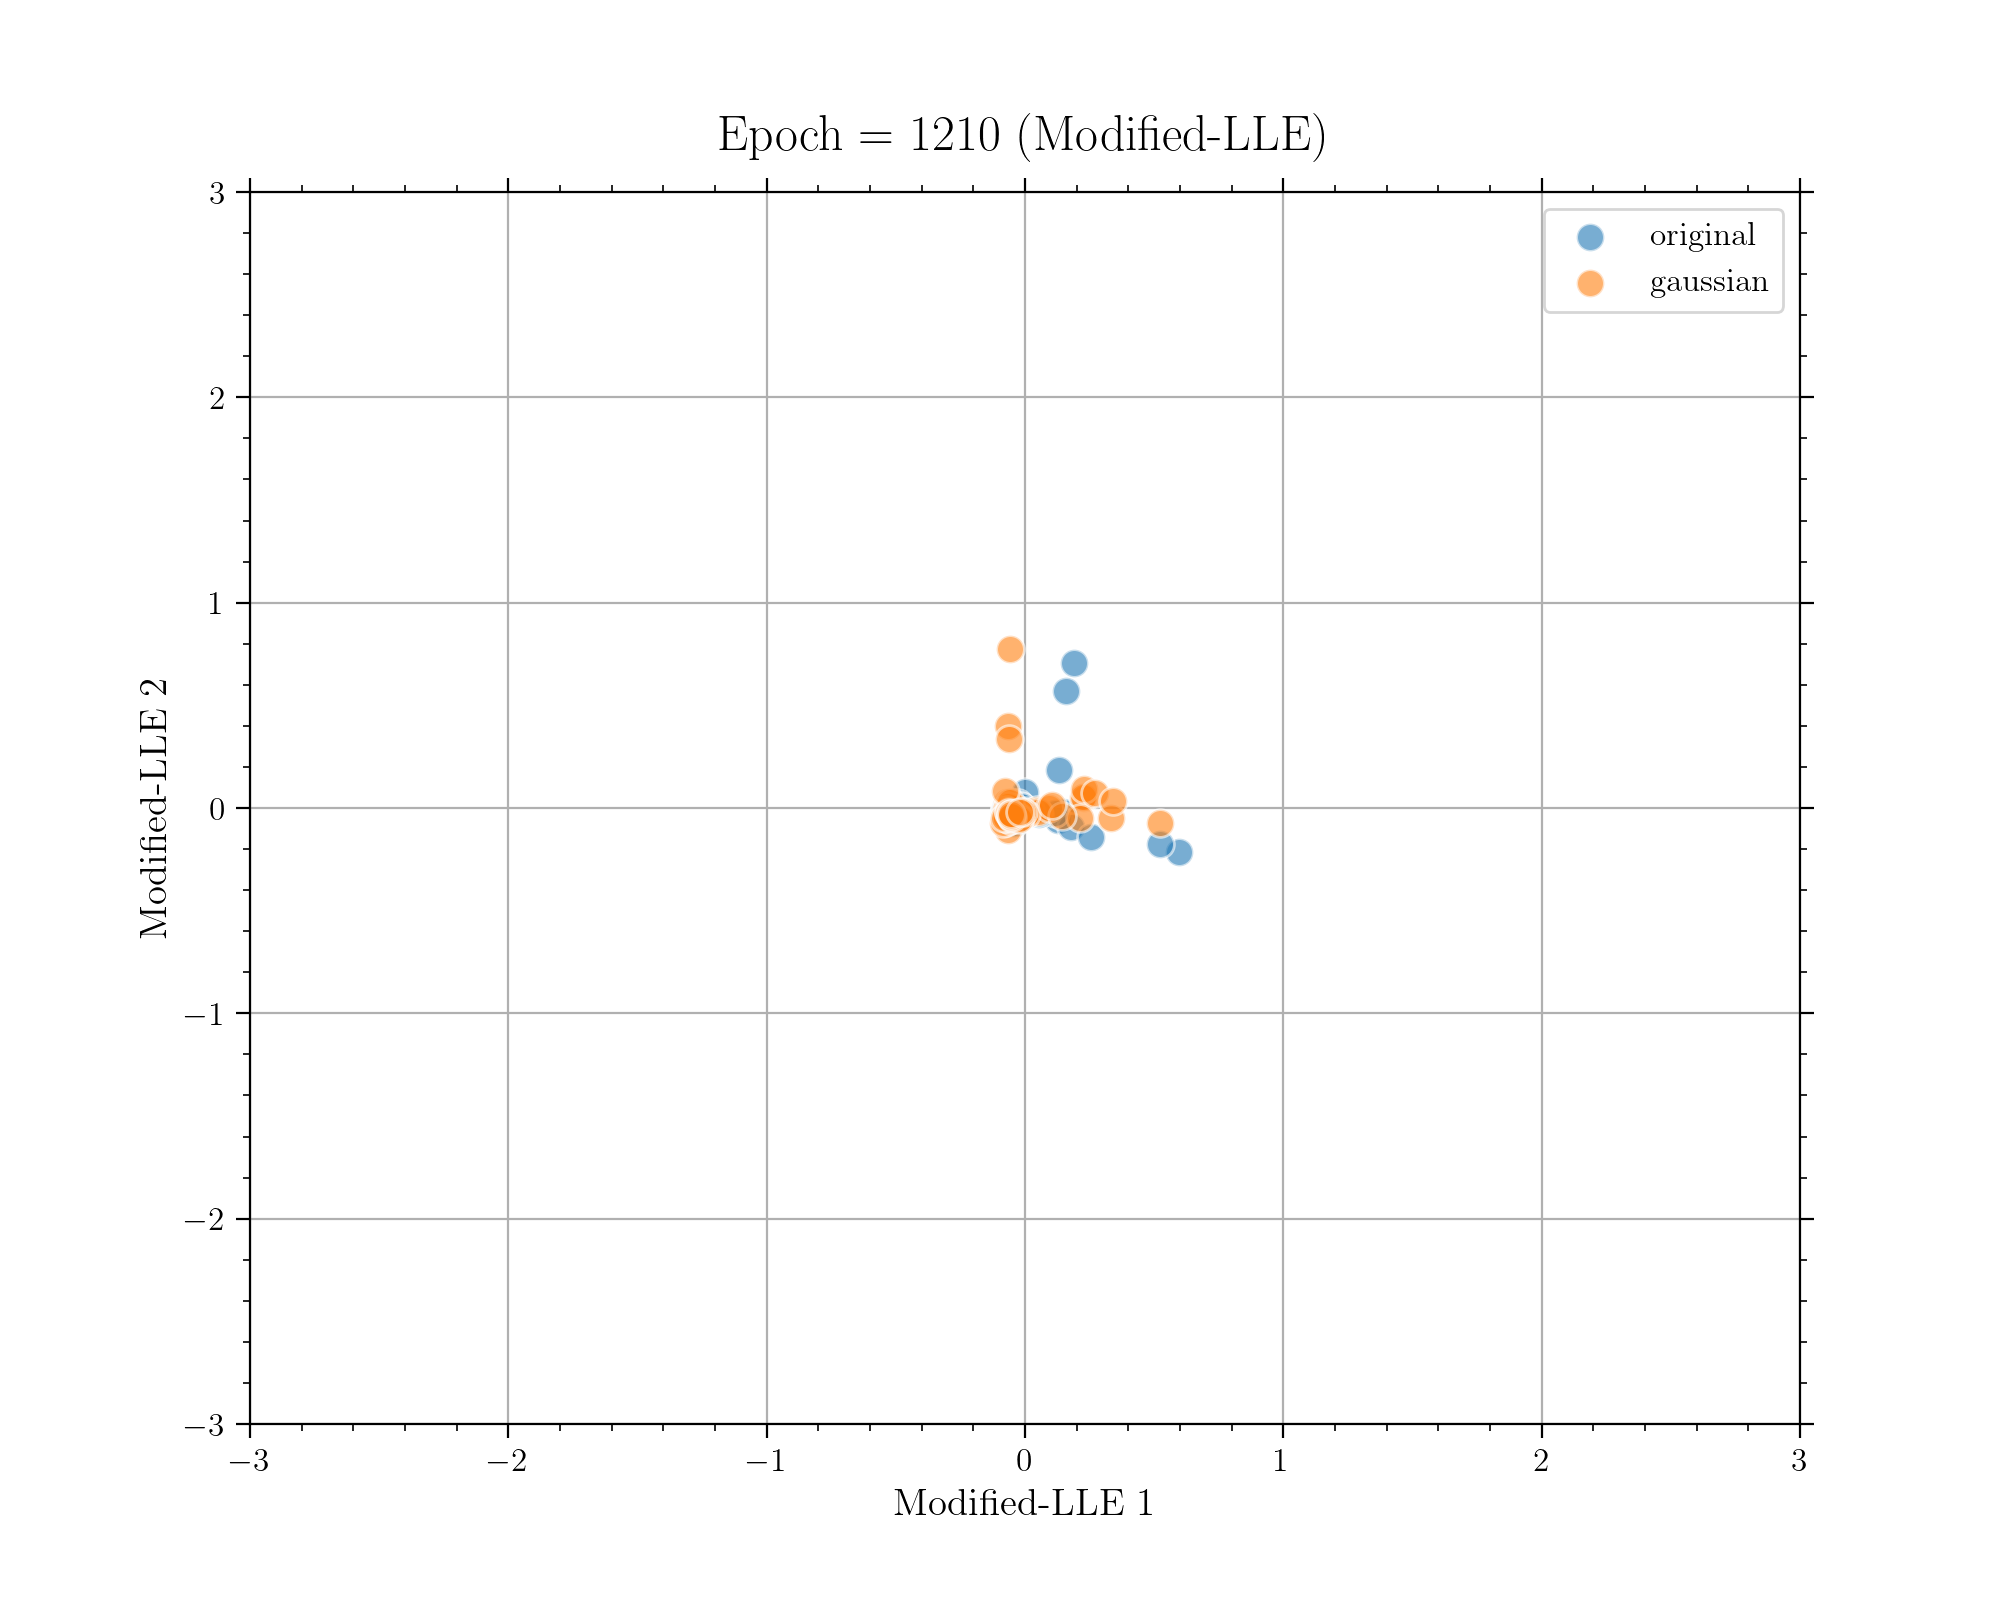 Epoch = 1210 (Modified-LLE)
original
gaussian
3
2
1
0
−1
−2
−3
Modified-LLE 2
−3
−2
−1
0
1
2
3
Modified-LLE 1